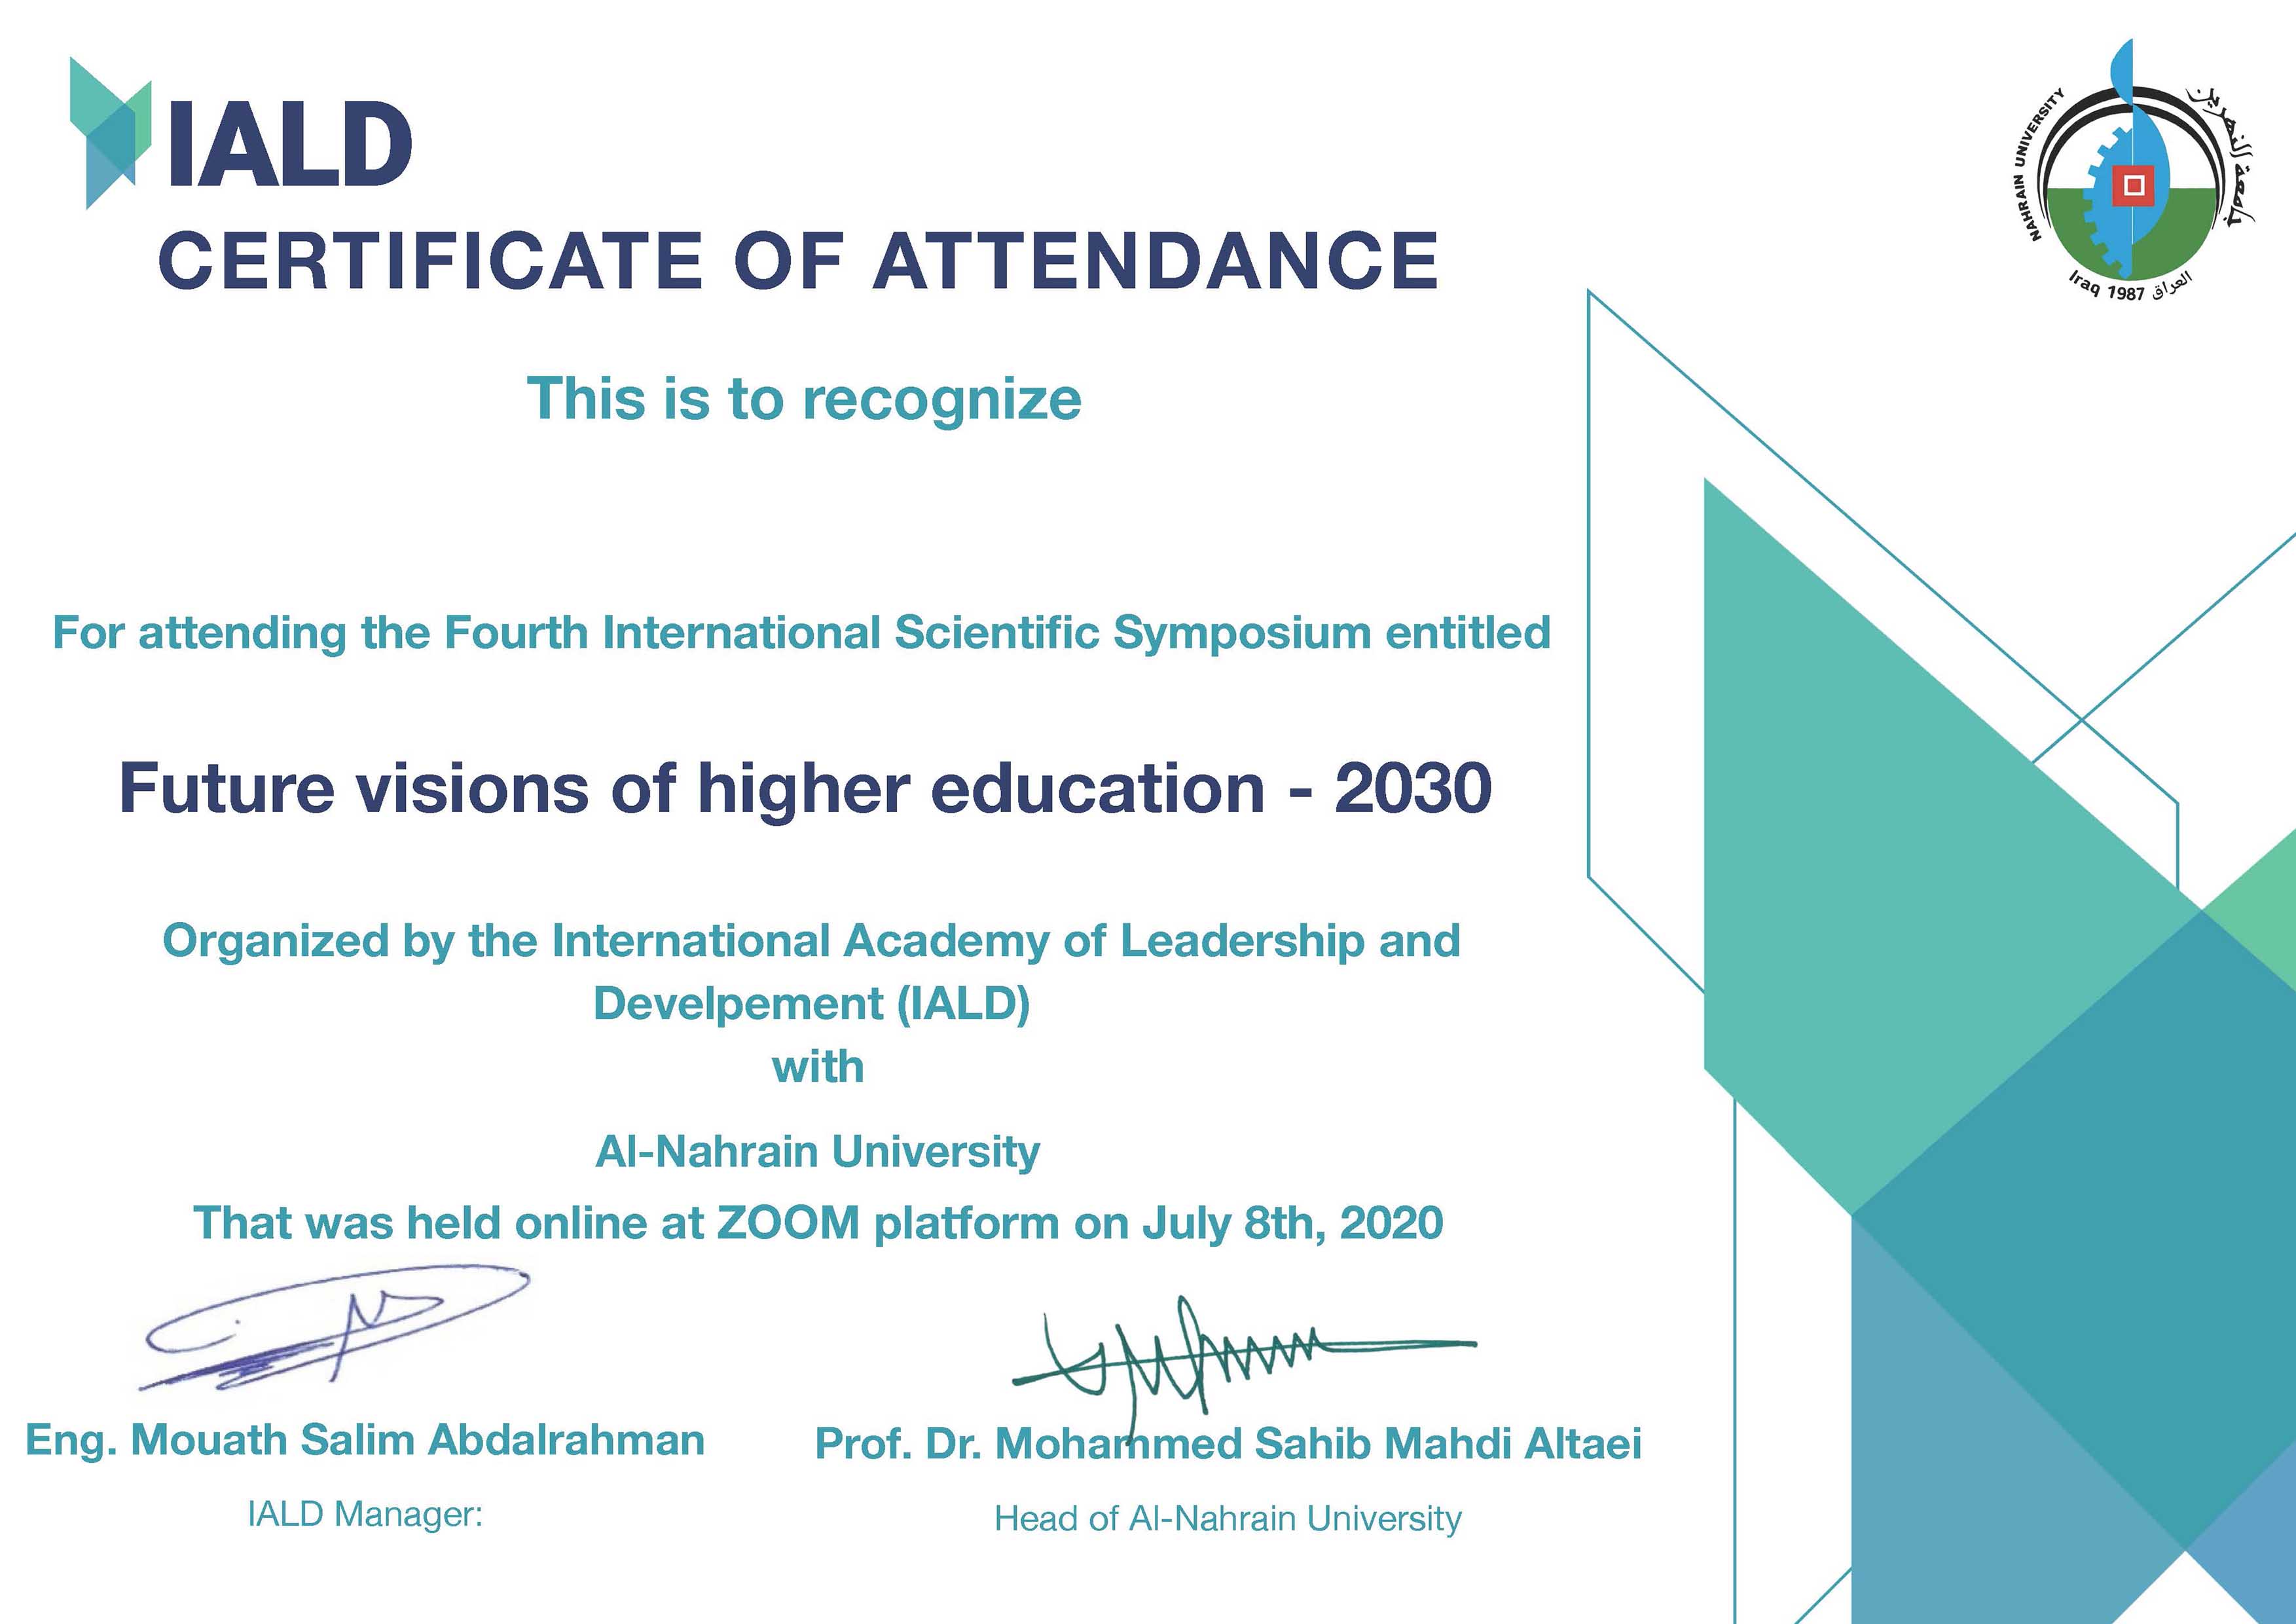 IALD
NAHRAIN UNIVERSITY
جامعة النهرين
Iraq 1987 العراق
CERTIFICATE OF ATTENDANCE
This is to recognize
For attending the Fourth International Scientific Symposium entitled
Future visions of higher education - 2030
Organized by the International Academy of Leadership and
Develpement (IALD)
with
Al-Nahrain University
That was held online at ZOOM platform on July 8th, 2020
Eng. Mouath Salim Abdalrahman
Prof. Dr. Mohammed Sahib Mahdi Altaei
IALD Manager:
Head of Al-Nahrain University